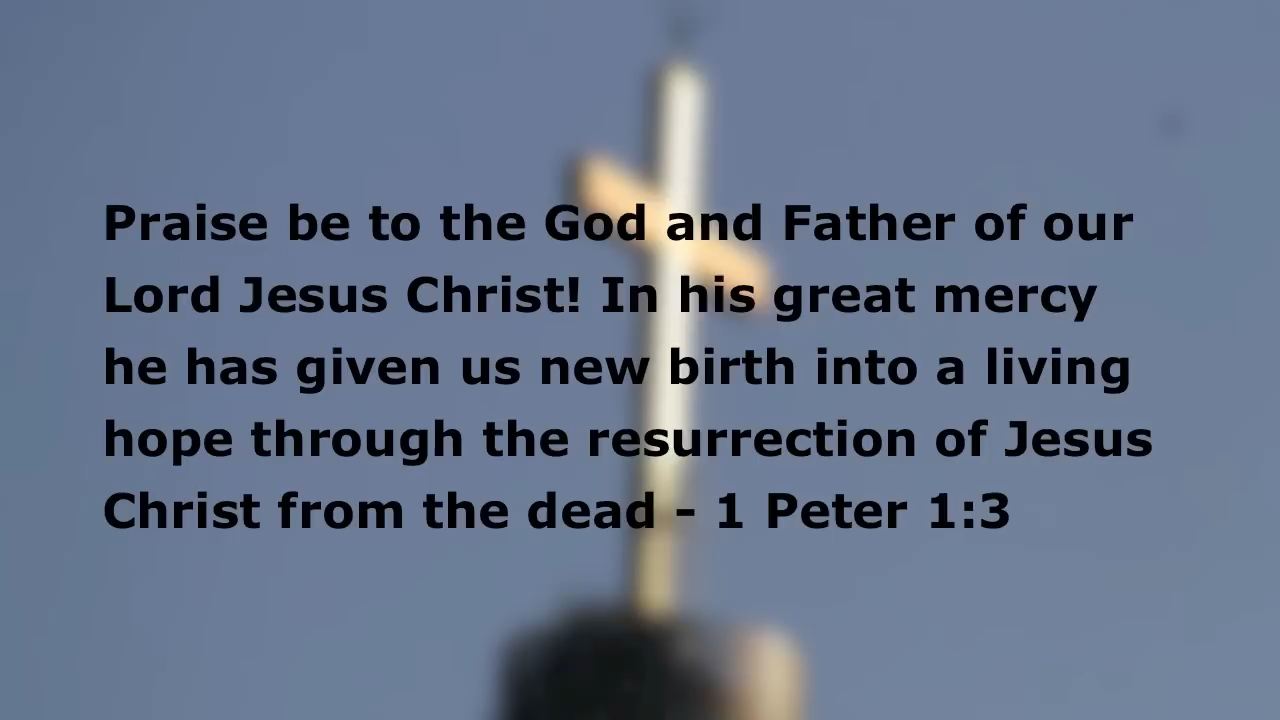 Praise be to the God and Father of our
Lord Jesus Christ! In his great mercy
he has given us new birth into a living
hope through the resurrection of Jesus
Christ from the dead - 1 Peter 1:3